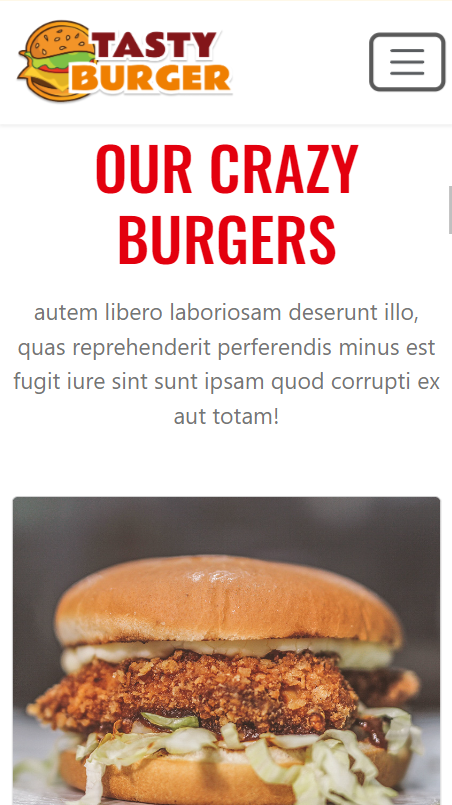 TASTY
BURGER
OUR CRAZY
BURGERS
autem libero laboriosam deserunt illo,
quas reprehenderit perferendis minus est
fugit iure sint sunt ipsam quod corrupti ex
aut totam!